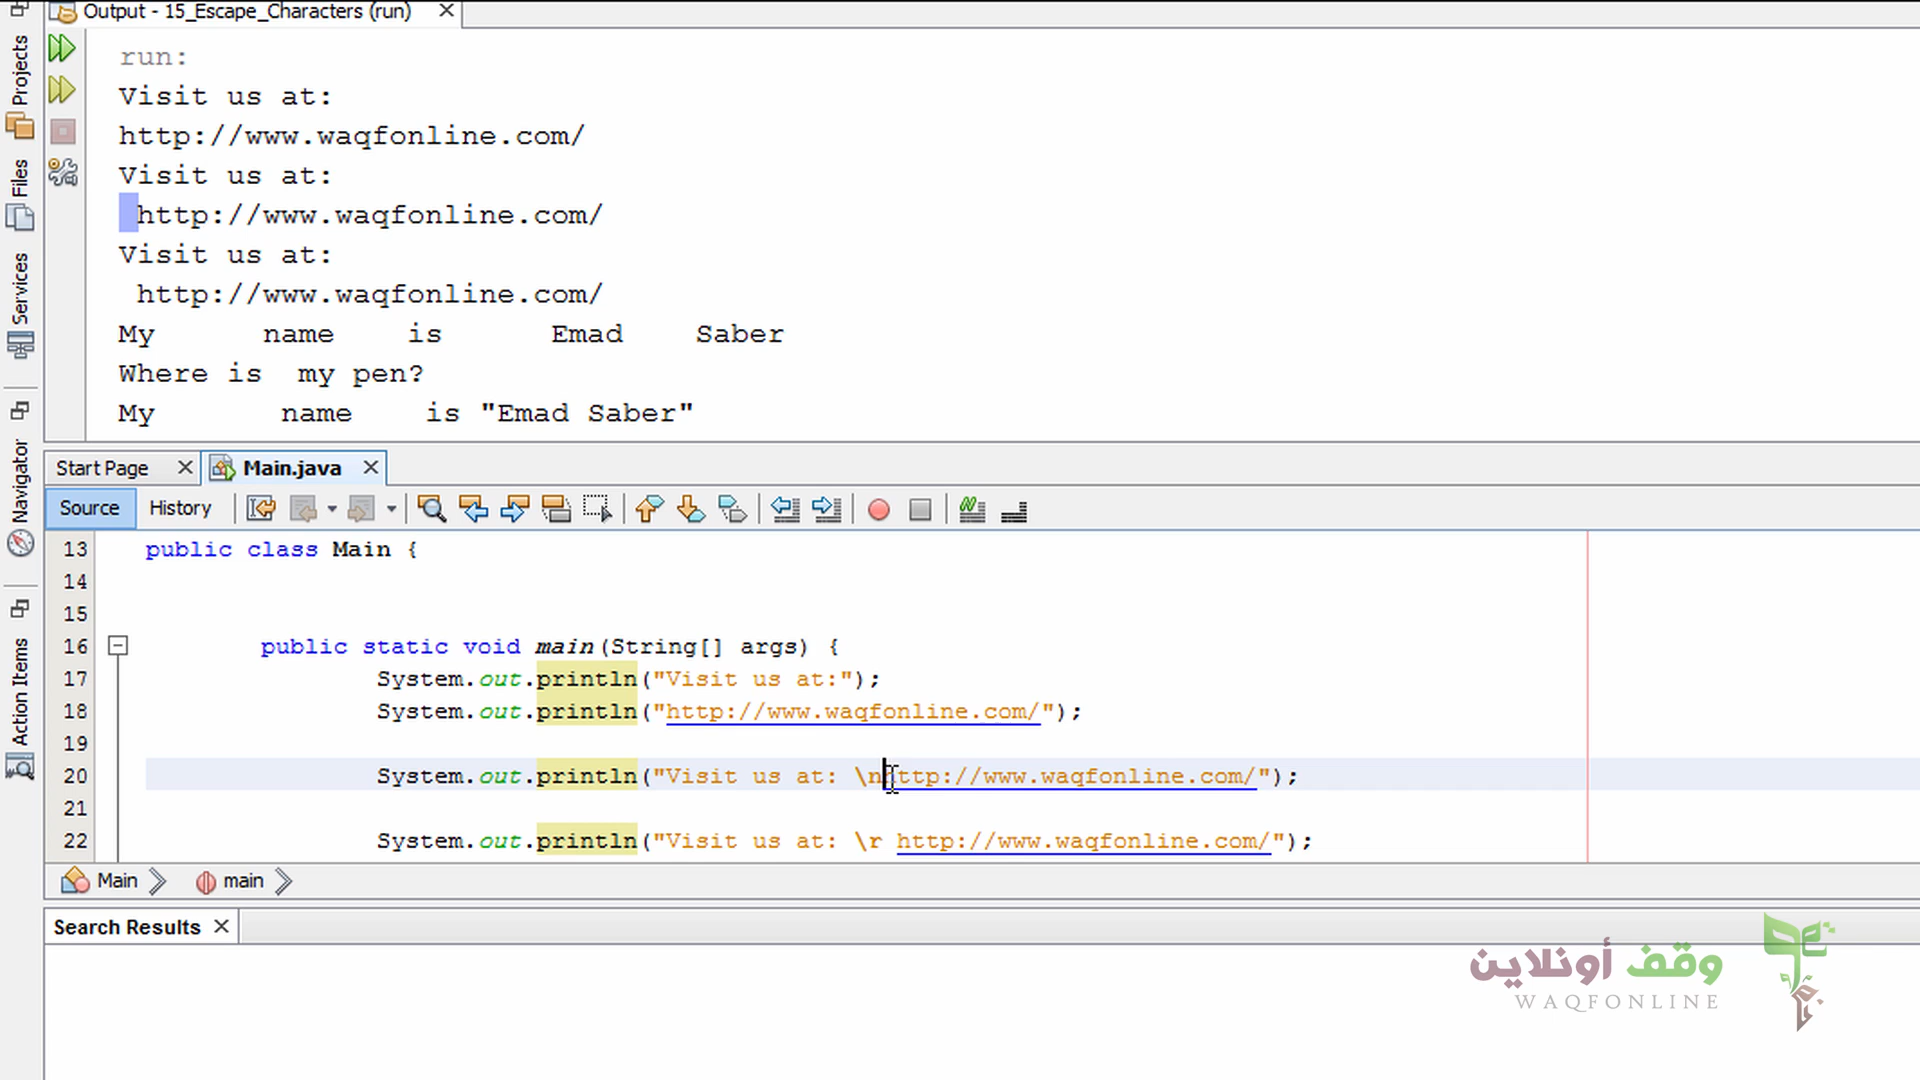 Output - 15_Escape_Characters (run)
run:
Visit us at:
http://www.waqfonline.com/
Visit us at:
 http://www.waqfonline.com/
Visit us at:
 http://www.waqfonline.com/
My name is Emad Saber
Where is  my pen?
My name is "Emad Saber"
Projects
Files
Services
Navigator
Action Items
Start Page
Main.java
Source History
13 public class Main {
14
15
16 public static void main(String[] args) {
17 System.out.println("Visit us at:");
18 System.out.println("http://www.waqfonline.com/");
19
20 System.out.println("Visit us at: \nhttp://www.waqfonline.com/");
21
22 System.out.println("Visit us at: \r http://www.waqfonline.com/");
Main main
Search Results
وقف أونلاين
WAQFONLINE